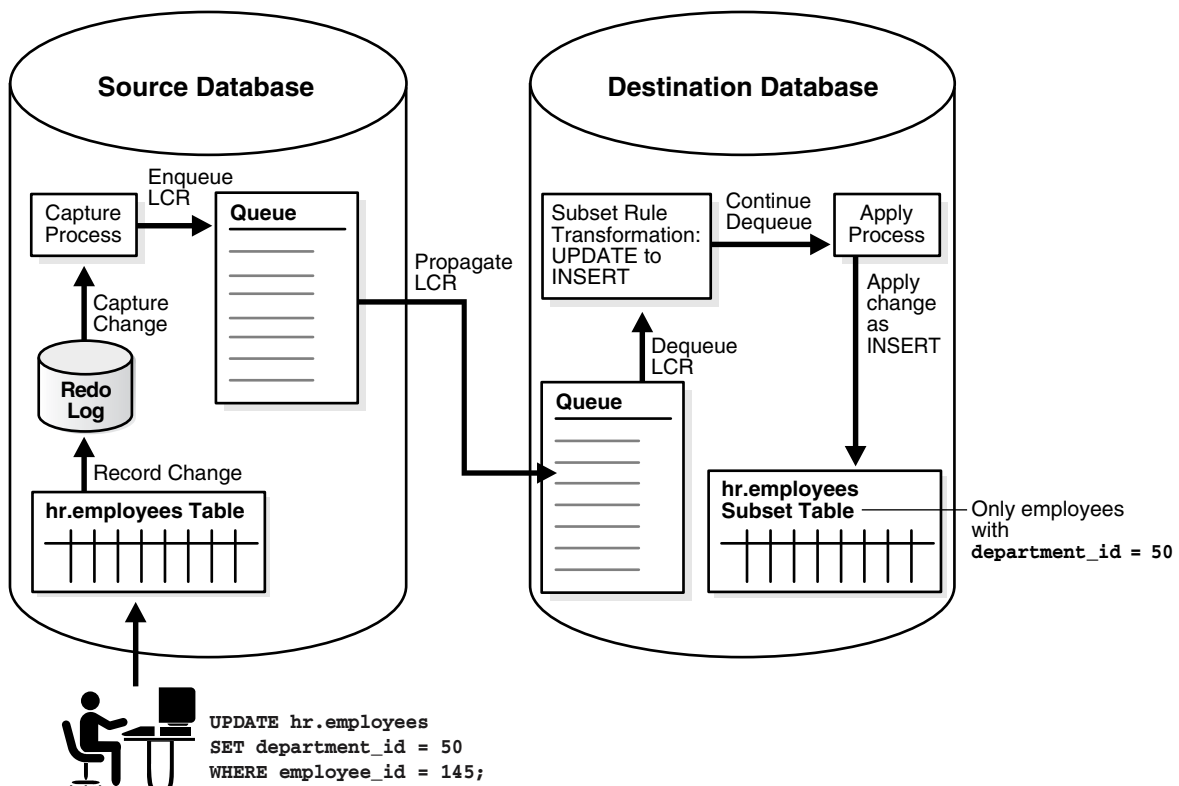 Source Database
Destination Database
Enqueue
LCR
Capture
Process
Queue
Capture
Change
Redo
Log
Record Change
hr.employees Table
Propagate
LCR
Subset Rule
Transformation:
UPDATE to
INSERT
Continue
Dequeue
Apply
Process
Apply
change
as
INSERT
Dequeue
LCR
Queue
hr.employees
Subset Table
Only employees
with
department_id = 50
UPDATE hr.employees
SET department_id = 50
WHERE employee_id = 145;